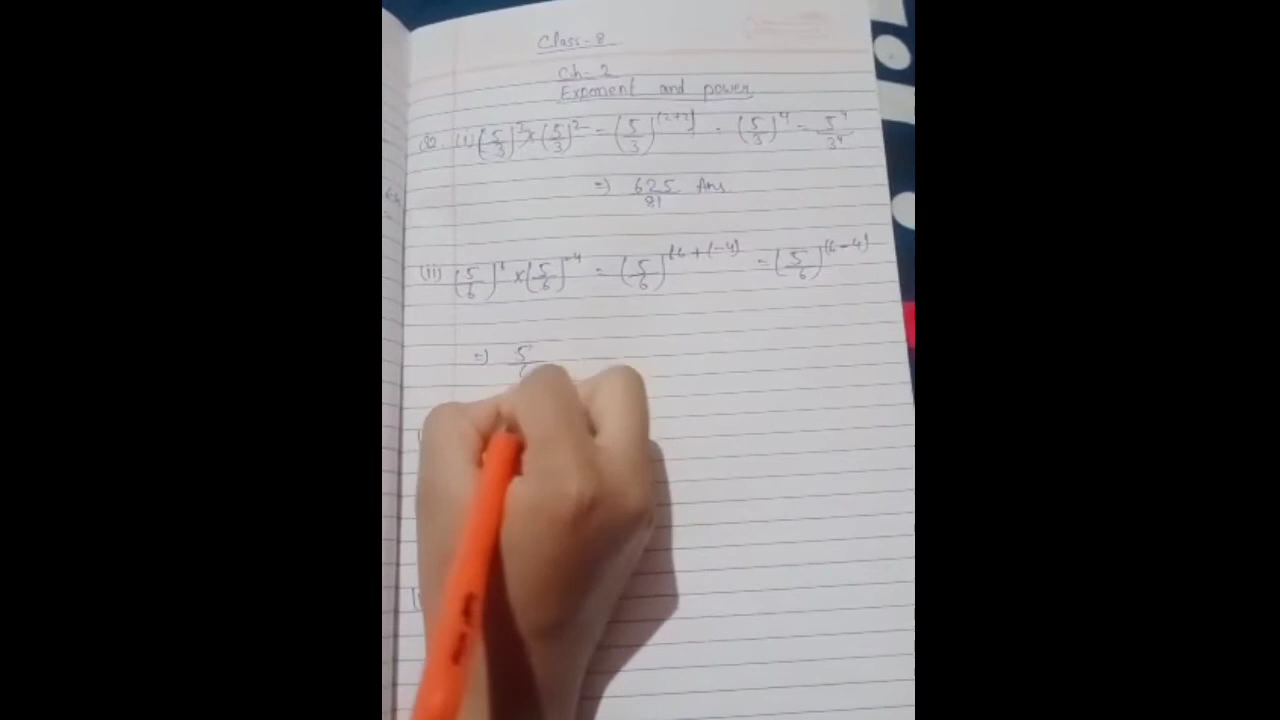 Class-8
Ch-2
Exponent and power
(i) (5/3)^2 × (5/3)^2 = (5/3)^(2+2) = (5/3)^4 = 5^4/3^4
=) 625/81 Ans
(ii) (5/6)^6 × (5/6)^-4 = (5/6)^(6+(-4)) = (5/6)^(6-4)
=) 5